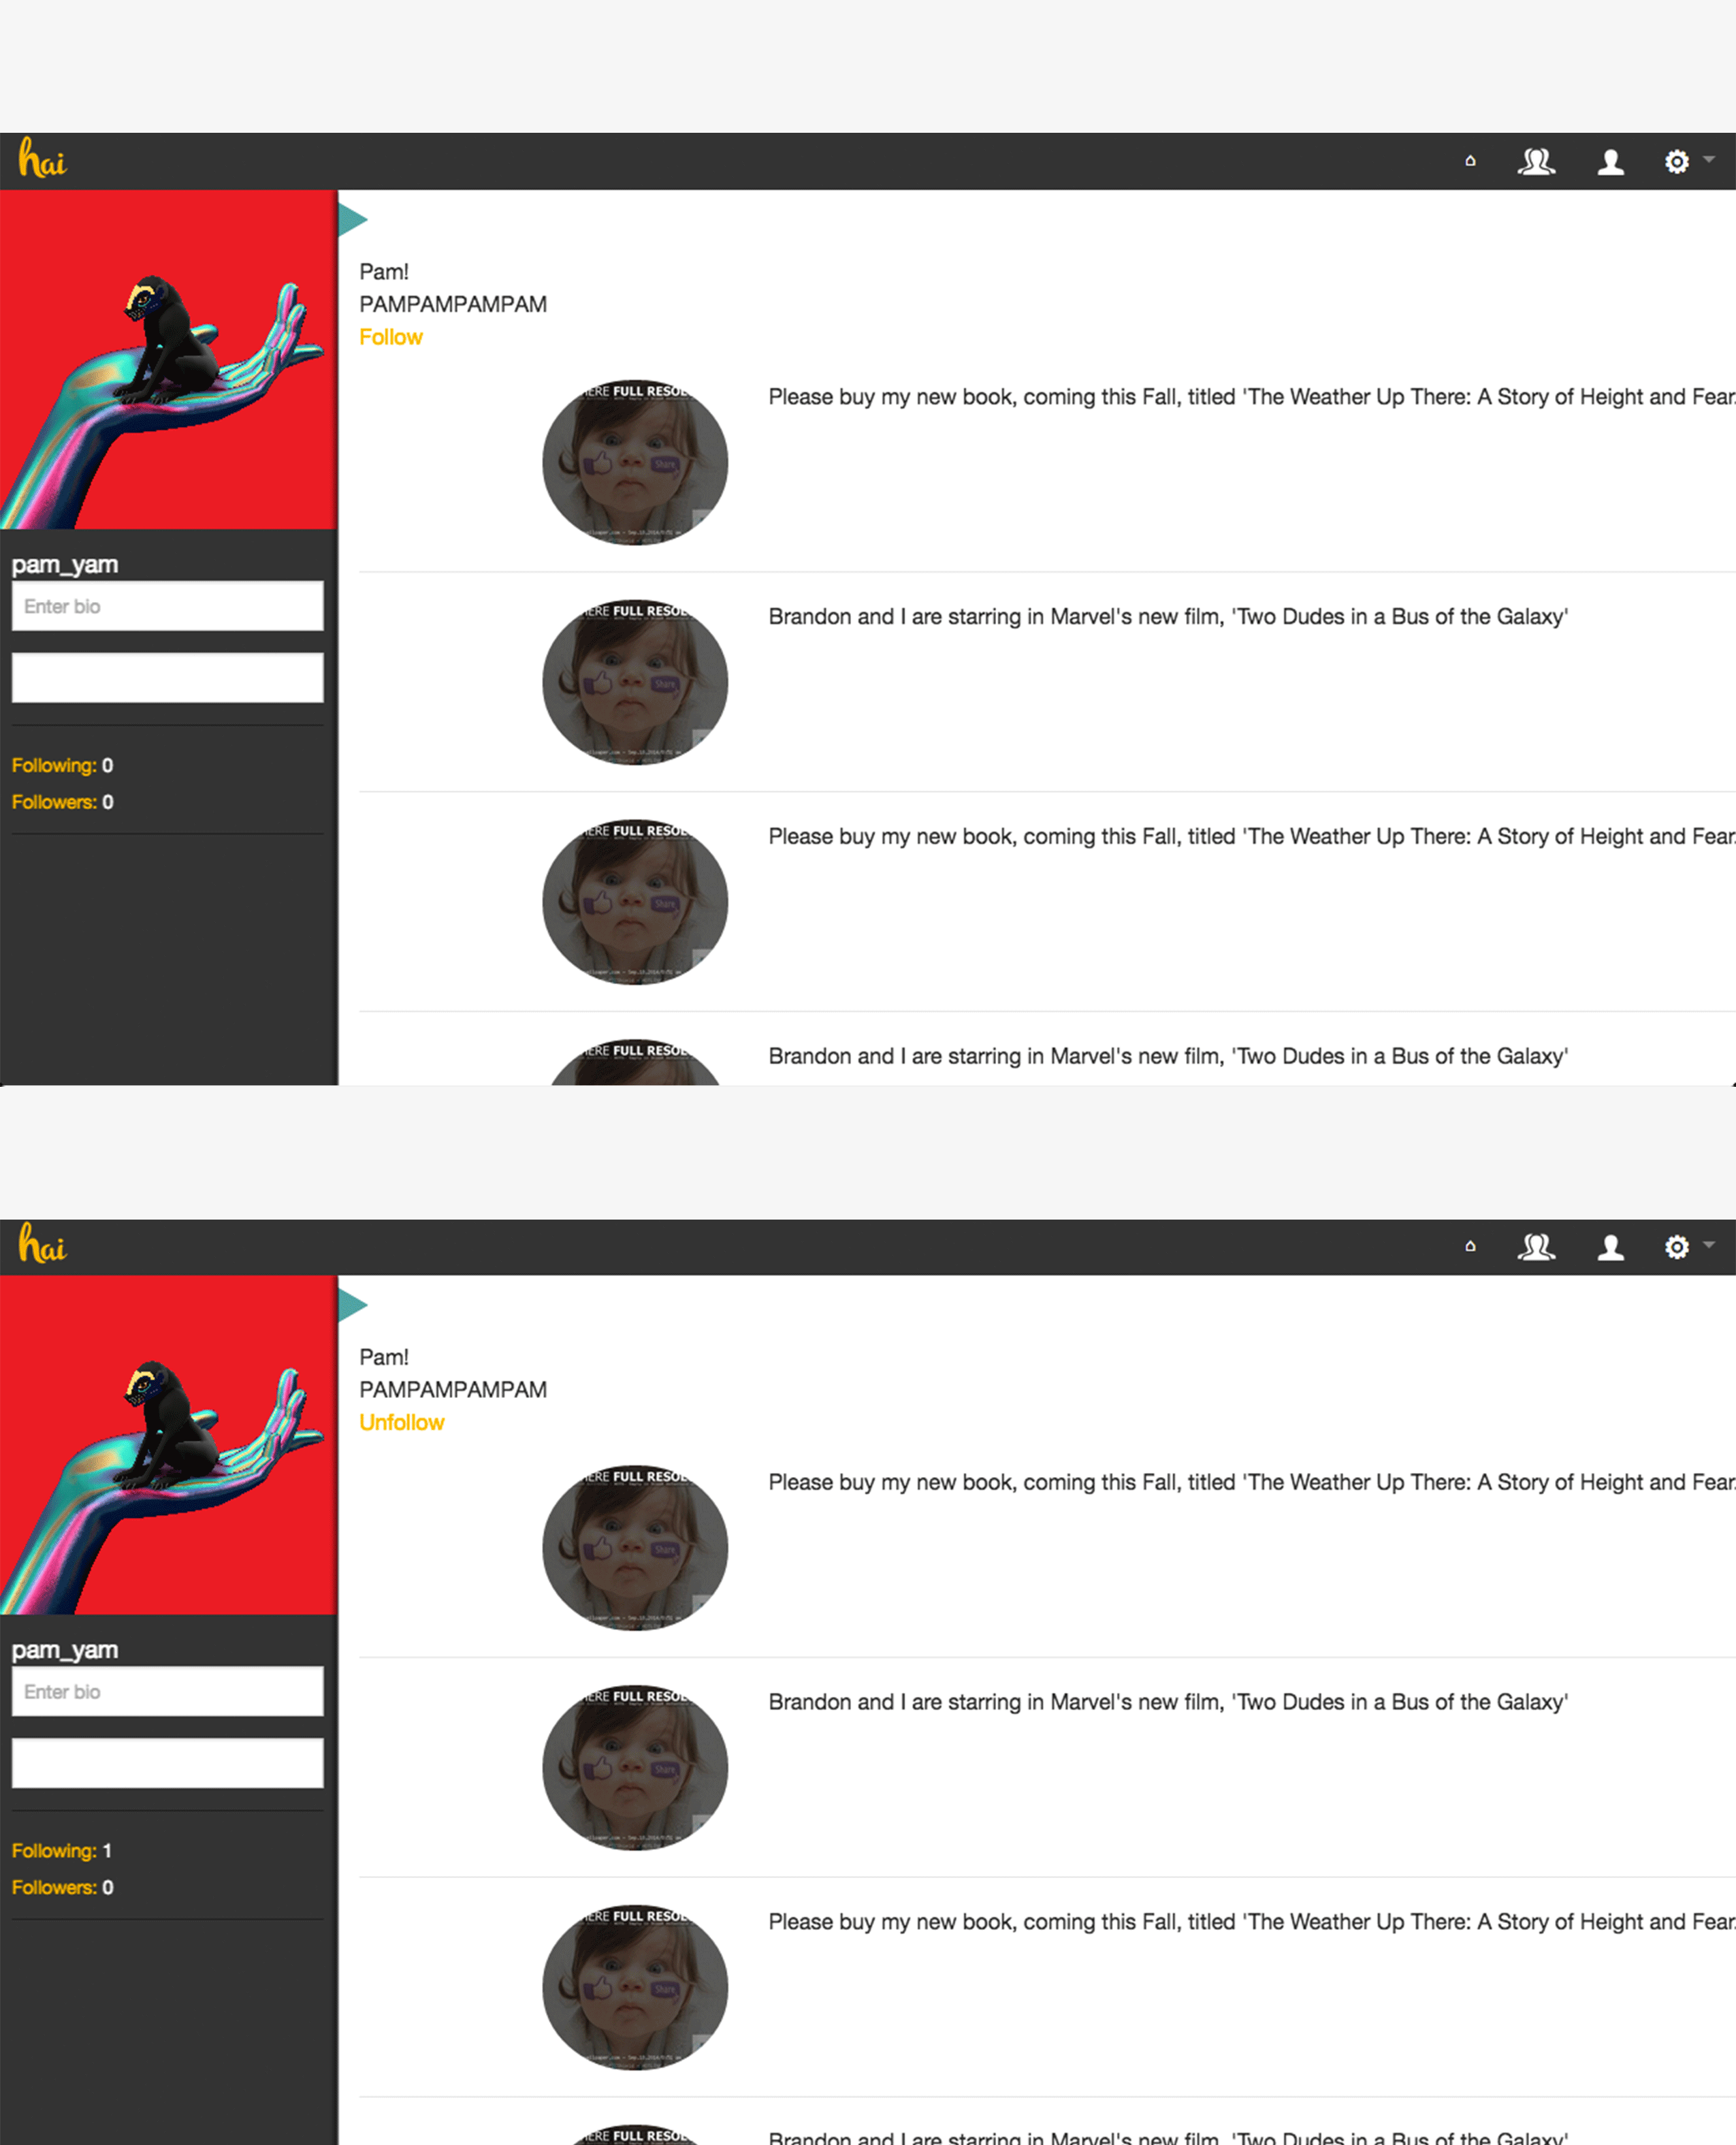 hai
Pam!
PAMPAMPAMPAM
Follow
ERE FULL RESOL
Share
Please buy my new book, coming this Fall, titled 'The Weather Up There: A Story of Height and Fear.
pam_yam
Enter bio
ERE FULL RESOL
Share
Brandon and I are starring in Marvel's new film, 'Two Dudes in a Bus of the Galaxy'
Following: 0
Followers: 0
ERE FULL RESOL
Share
Please buy my new book, coming this Fall, titled 'The Weather Up There: A Story of Height and Fear.
ERE FULL RESOL
Brandon and I are starring in Marvel's new film, 'Two Dudes in a Bus of the Galaxy'
hai
Pam!
PAMPAMPAMPAM
Unfollow
ERE FULL RESOL
Share
Please buy my new book, coming this Fall, titled 'The Weather Up There: A Story of Height and Fear.
pam_yam
Enter bio
ERE FULL RESOL
Share
Brandon and I are starring in Marvel's new film, 'Two Dudes in a Bus of the Galaxy'
Following: 1
Followers: 0
ERE FULL RESOL
Share
Please buy my new book, coming this Fall, titled 'The Weather Up There: A Story of Height and Fear.
ERE FULL RESOL
Brandon and I are starring in Marvel's new film, 'Two Dudes in a Bus of the Galaxy'